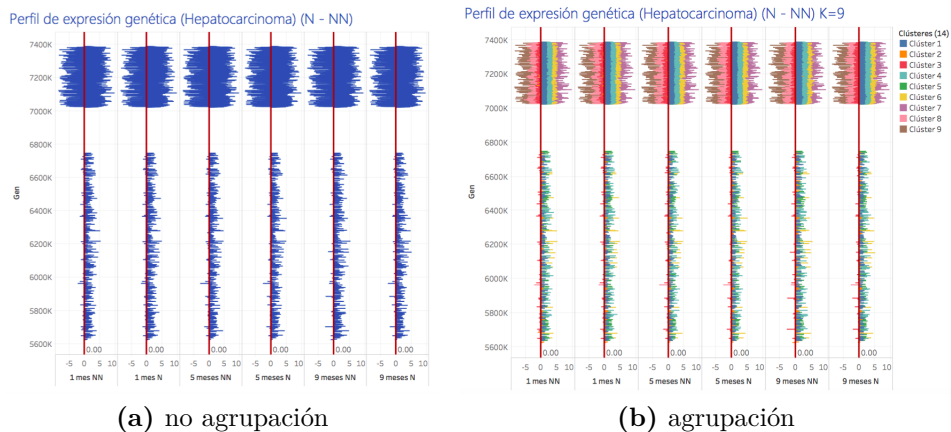 Perfil de expresión genética (Hepatocarcinoma) (N - NN)
7400K
7200K
7000K
6800K
6600K
6400K
6200K
6000K
5800K
5600K
Gen
0.00 0.00 0.00 0.00 0.00 0.00
-5 0 5 10 -5 0 5 10 -5 0 5 10 -5 0 5 10 -5 0 5 10 -5 0 5 10
1 mes NN 1 mes N 5 meses NN 5 meses N 9 meses NN 9 meses N
(a) no agrupación
Perfil de expresión genética (Hepatocarcinoma) (N - NN) K=9
7400K
7200K
7000K
6800K
6600K
6400K
6200K
6000K
5800K
5600K
Gen
0.00 0.00 0.00 0.00 0.00 0.00
-5 0 5 10 -5 0 5 10 -5 0 5 10 -5 0 5 10 -5 0 5 10 -5 0 5 10
1 mes NN 1 mes N 5 meses NN 5 meses N 9 meses NN 9 meses N
Clústeres (14)
Clúster 1
Clúster 2
Clúster 3
Clúster 4
Clúster 5
Clúster 6
Clúster 7
Clúster 8
Clúster 9
(b) agrupación